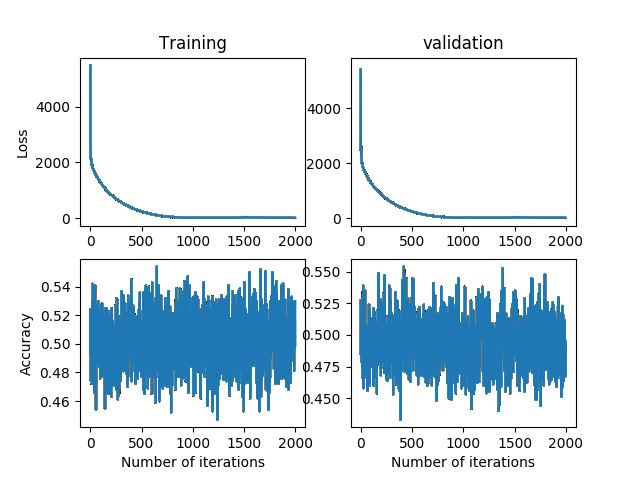 Training
validation
Loss
4000
2000
0
4000
2000
0
0 500 1000 1500 2000
0 500 1000 1500 2000
Accuracy
0.54
0.52
0.50
0.48
0.46
0.550
0.525
0.500
0.475
0.450
0 500 1000 1500 2000
0 500 1000 1500 2000
Number of iterations
Number of iterations